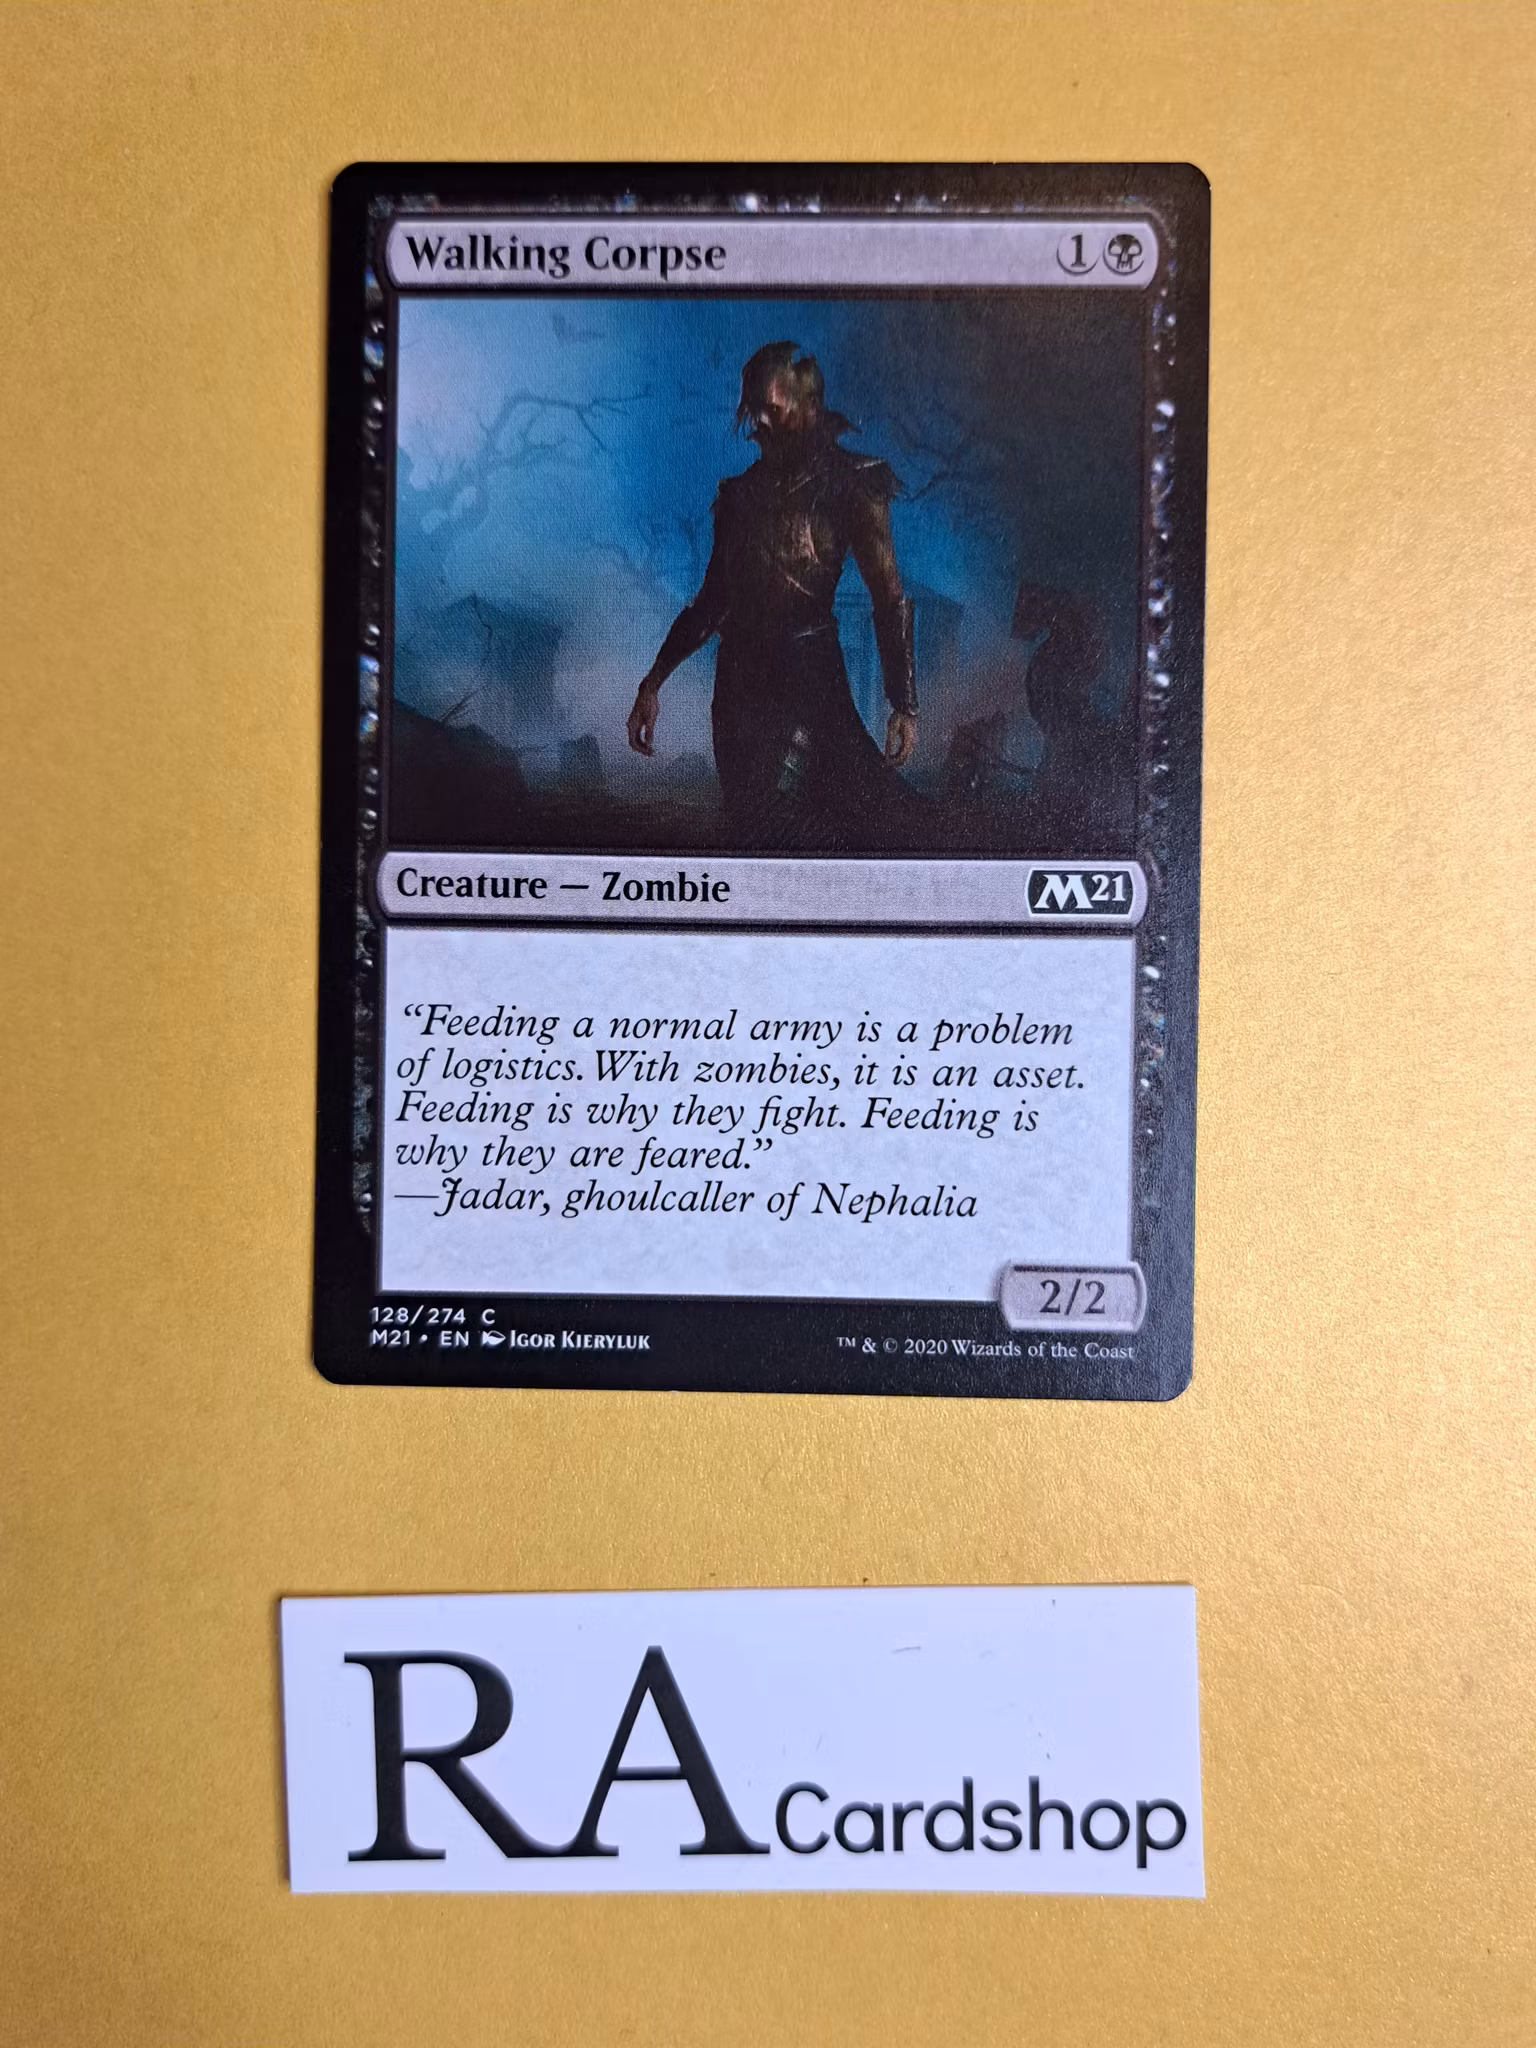 Walking Corpse 1
Creature — Zombie M21
“Feeding a normal army is a problem
of logistics. With zombies, it is an asset.
Feeding is why they fight. Feeding is
why they are feared.”
—Jadar, ghoulcaller of Nephalia
2/2
128/274 C
M21 • EN Igor Kieryluk
™ & © 2020 Wizards of the Coast
RA Cardshop